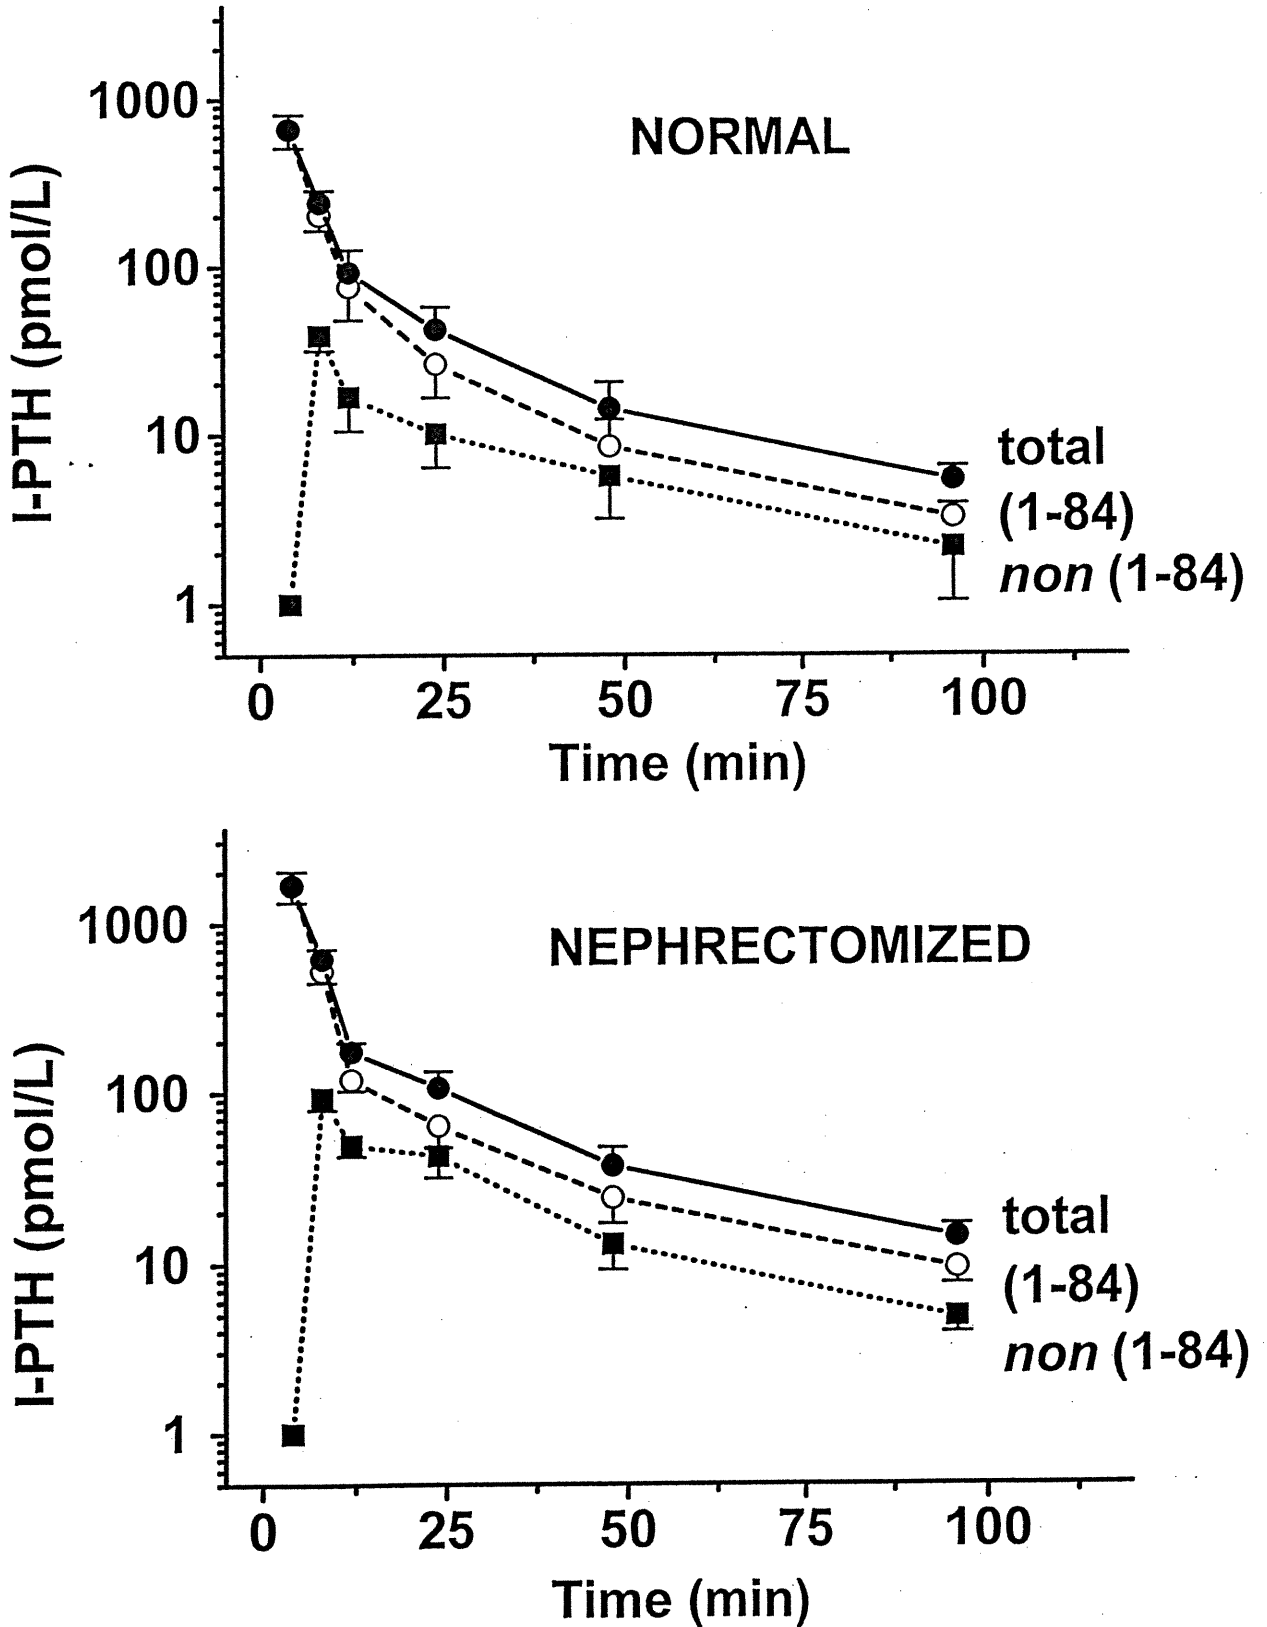 NORMAL
I-PTH (pmol/L)
1000
100
10
1
total
(1-84)
non (1-84)
0 25 50 75 100
Time (min)
NEPHRECTOMIZED
I-PTH (pmol/L)
1000
100
10
1
total
(1-84)
non (1-84)
0 25 50 75 100
Time (min)